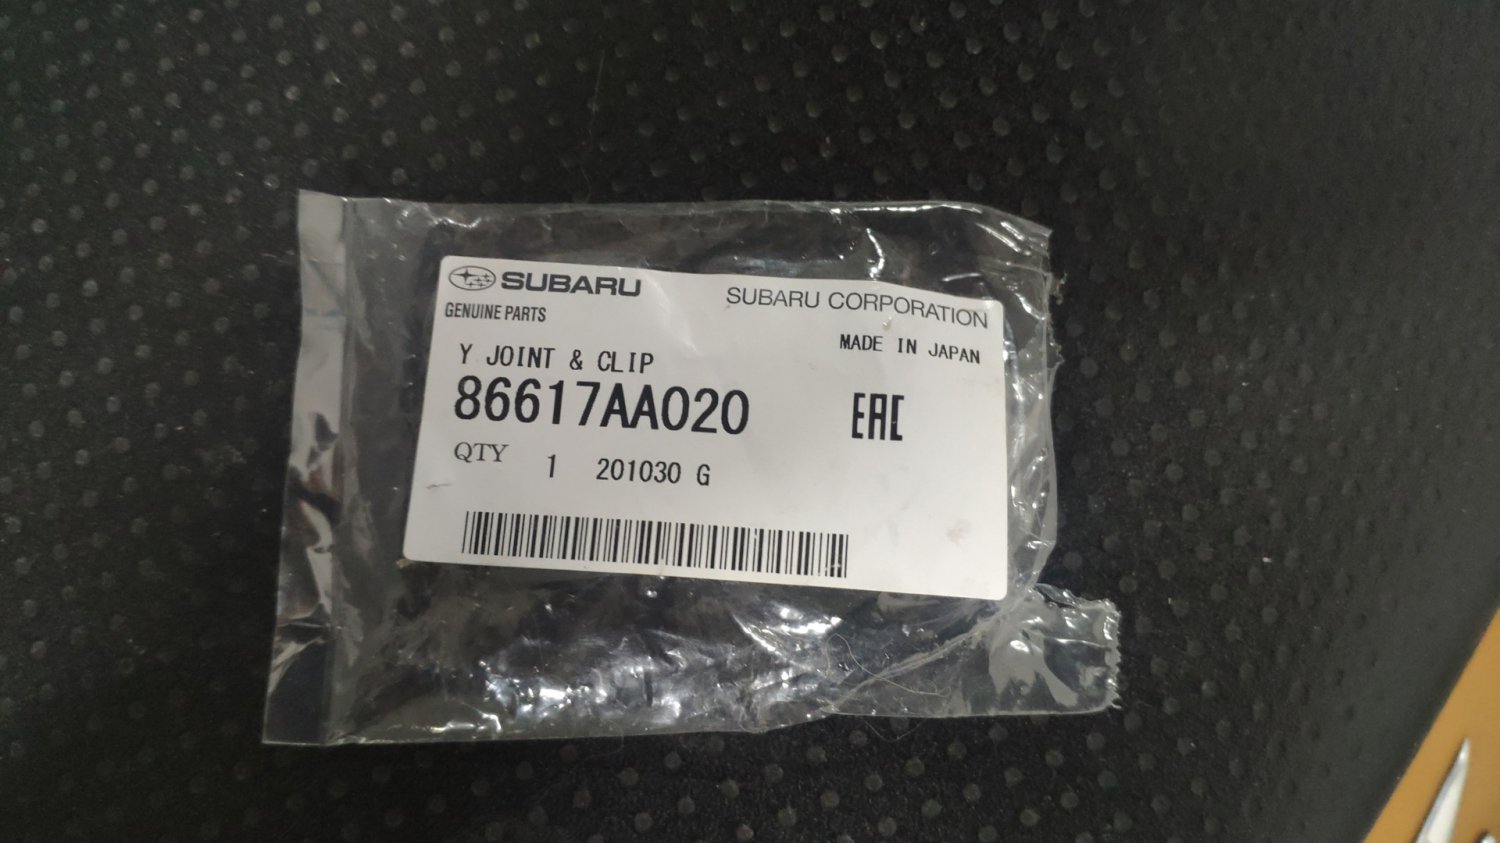 SUBARU
SUBARU CORPORATION
GENUINE PARTS
MADE IN JAPAN
Y JOINT & CLIP
86617AA020
EAC
QTY 1 201030 G